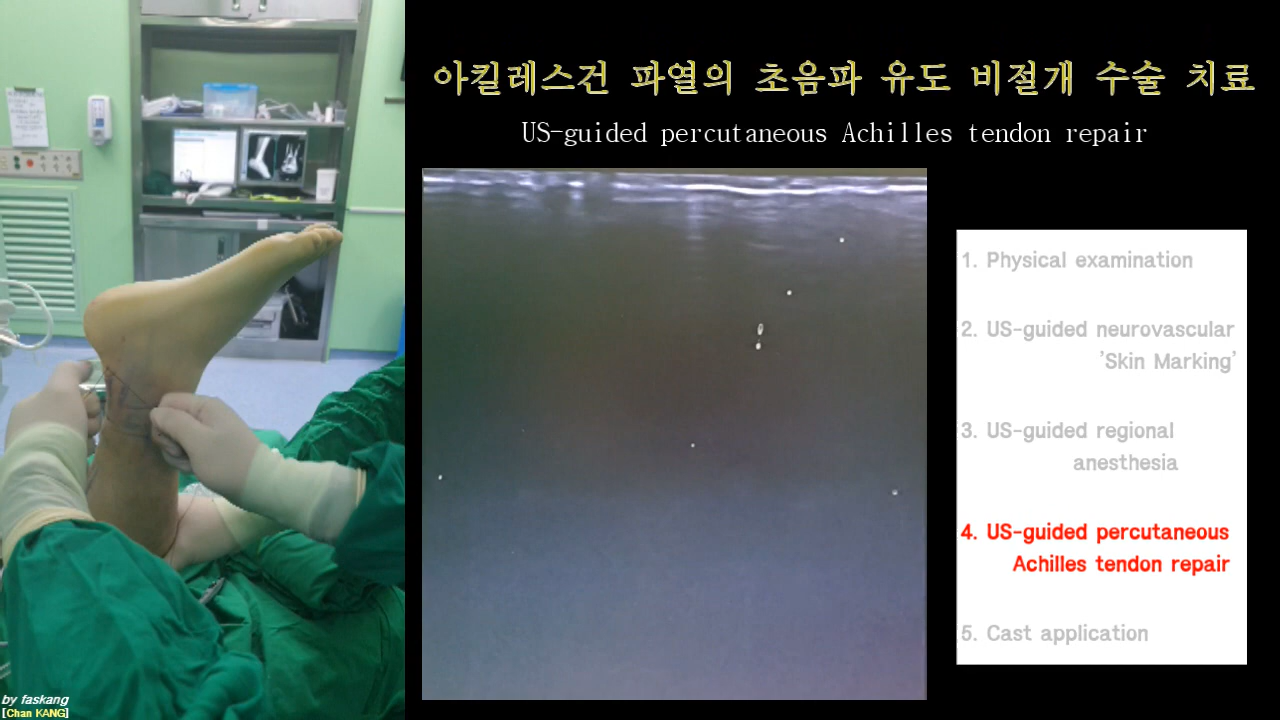 아킬레스건 파열의 초음파 유도 비절개 수술 치료
US-guided percutaneous Achilles tendon repair
1. Physical examination
2. US-guided neurovascular
'Skin Marking'
3. US-guided regional
anesthesia
4. US-guided percutaneous
Achilles tendon repair
5. Cast application
by faskang
[Chan KANG]